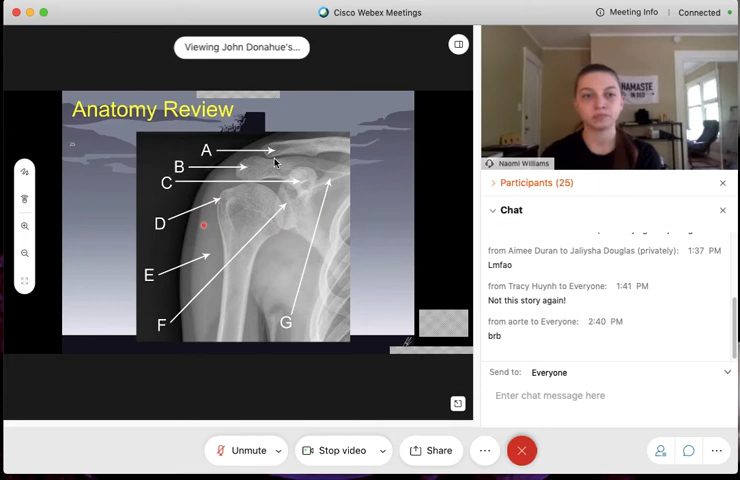 Cisco Webex Meetings
Meeting Info
Connected
Viewing John Donahue's...
Anatomy Review
A
B
C
D
E
F
G
NAMASTE
Naomi Williams
Participants (25)
Chat
from Aimee Duran to Jaliysha Douglas (privately): 1:37 PM
Lmfao
from Tracy Huynh to Everyone: 1:41 PM
Not this story again!
from aorte to Everyone: 2:40 PM
brb
Send to: Everyone
Enter chat message here
Unmute
Stop video
Share